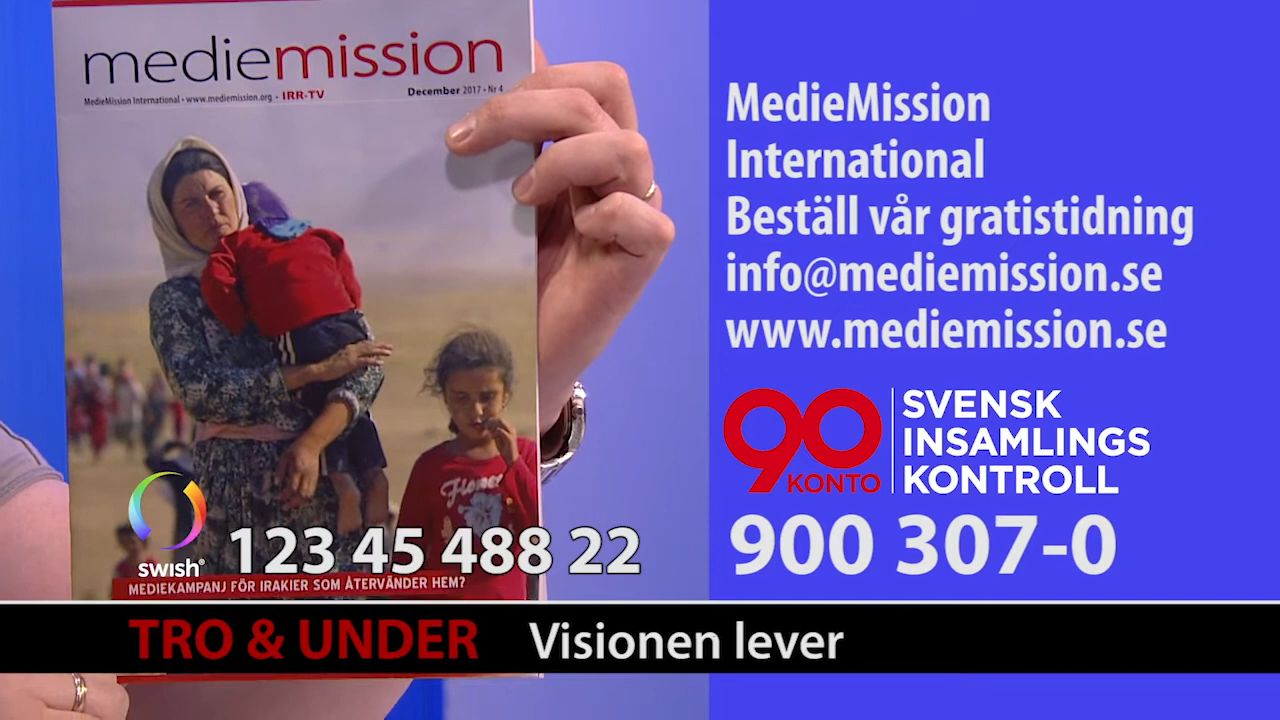 mediemission
MedieMission International • www.mediemission.org • IRR-TV
December 2017 • Nr 4
Flower
swish®
123 45 488 22
MEDIEKAMPANJ FÖR IRAKIER SOM ÅTERVÄNDER HEM?
MedieMission
International
Beställ vår gratistidning
info@mediemission.se
www.mediemission.se
90
KONTO
SVENSK
INSAMLINGS
KONTROLL
900 307-0
TRO & UNDER Visionen lever